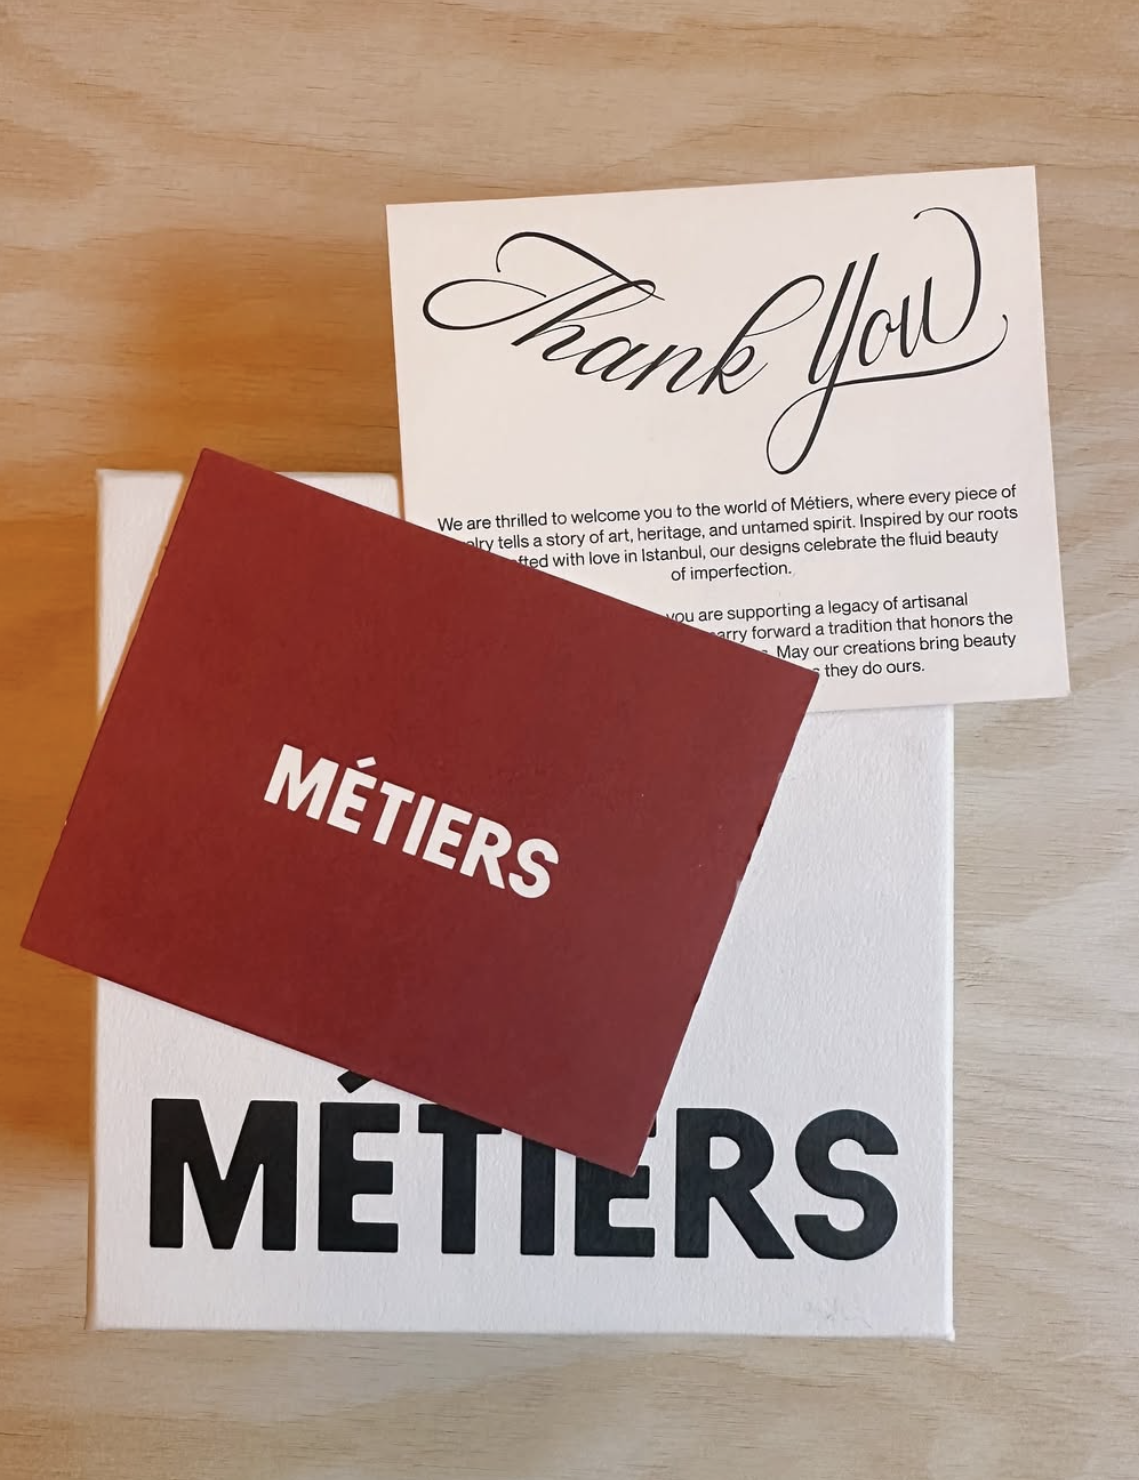 Thank You
We are thrilled to welcome you to the world of Métiers, where every piece of
tells a story of art, heritage, and untamed spirit. Inspired by our roots
with love in Istanbul, our designs celebrate the fluid beauty
of imperfection.
you are supporting a legacy of artisanal
forward a tradition that honors the
May our creations bring beauty
they do ours.
MÉTIERS
MÉTIERS